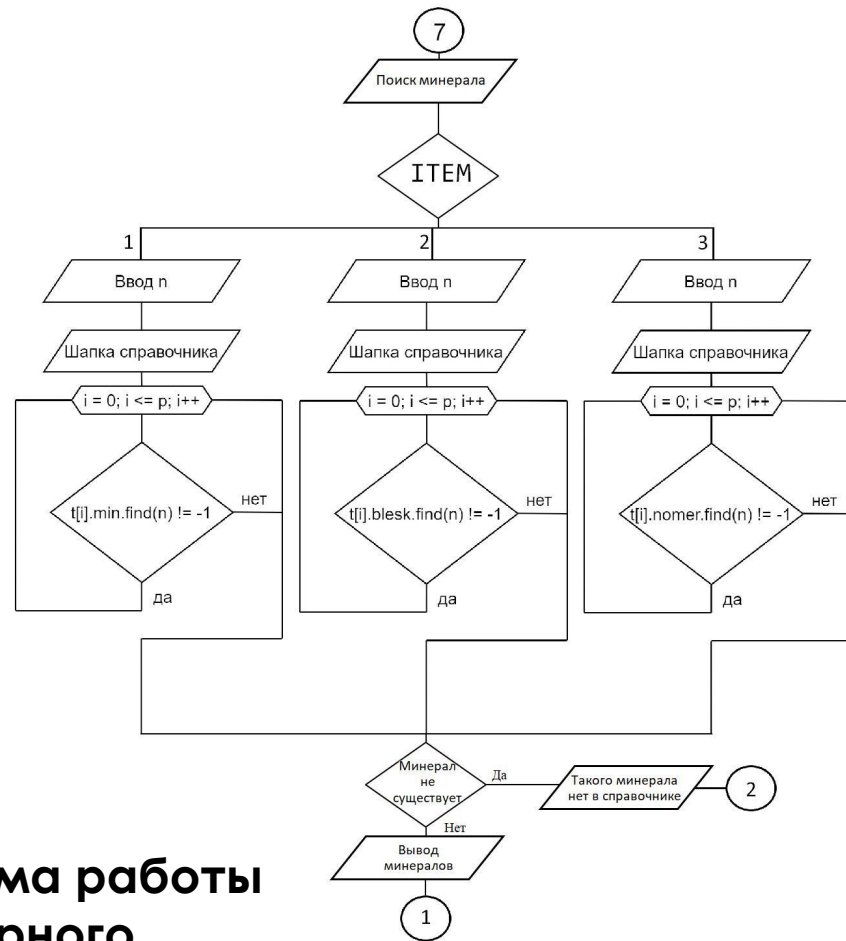 7
Поиск минерала
ITEM
1
2
3
Ввод n
Ввод n
Ввод n
Шапка справочника
Шапка справочника
Шапка справочника
i = 0; i <= p; i++
i = 0; i <= p; i++
i = 0; i <= p; i++
t[i].min.find(n) != -1
нет
t[i].blesk.find(n) != -1
нет
t[i].nomer.find(n) != -1
нет
да
да
да
Минерал
не
существует
Да
Такого минерала
нет в справочнике
2
Нет
Вывод
минералов
1
ма работы